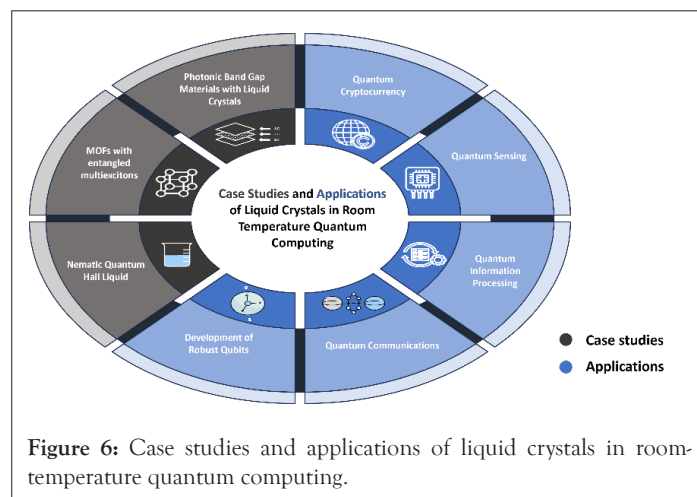 Photonic Band Gap
Materials with Liquid
Crystals
Quantum
Cryptocurrency
MOFs with
entangled
multiexcitons
Quantum Sensing
Case Studies and Applications
of Liquid Crystals in Room
Temperature Quantum
Computing
Nematic Quantum
Hall Liquid
Quantum
Information
Processing
Development of
Robust Qubits
Quantum Communications
Case studies
Applications
Figure 6: Case studies and applications of liquid crystals in room-
temperature quantum computing.